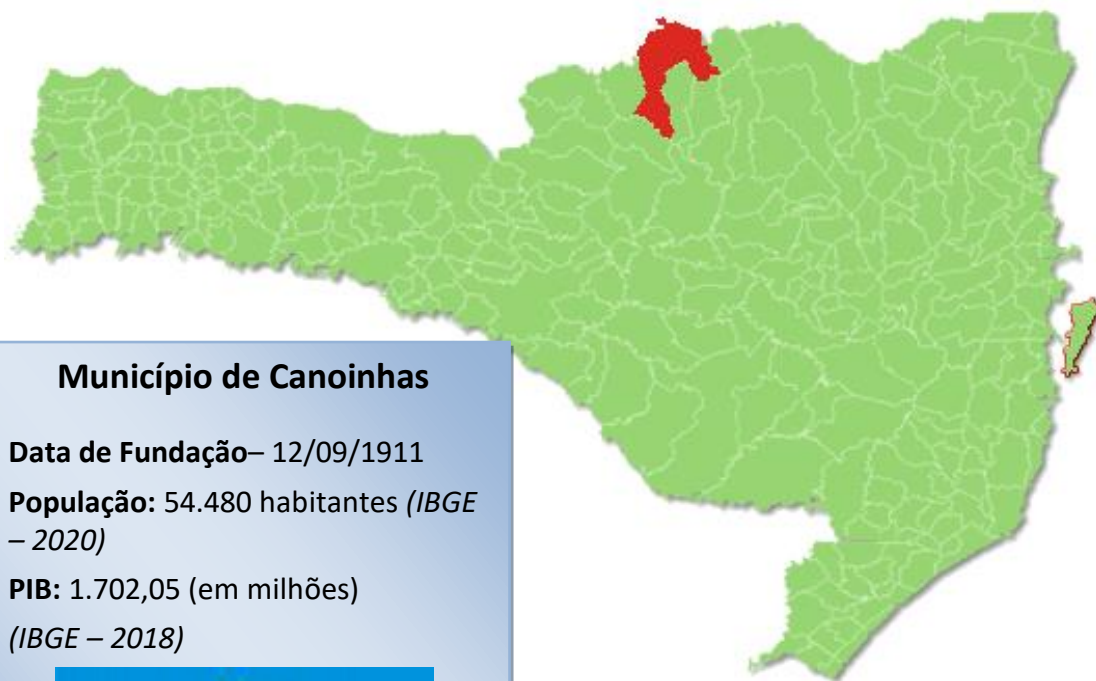 Município de Canoinhas
Data de Fundação– 12/09/1911
População: 54.480 habitantes (IBGE
– 2020)
PIB: 1.702,05 (em milhões)
(IBGE – 2018)